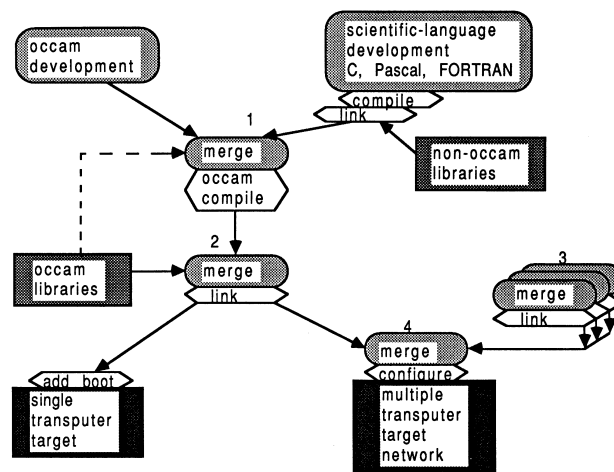 occam
development
scientific-language
development
C, Pascal, FORTRAN
compile
link
1
merge
occam
compile
non-occam
libraries
2
merge
link
occam
libraries
3
merge
link
4
merge
configure
multiple
transputer
target
network
add boot
single
transputer
target